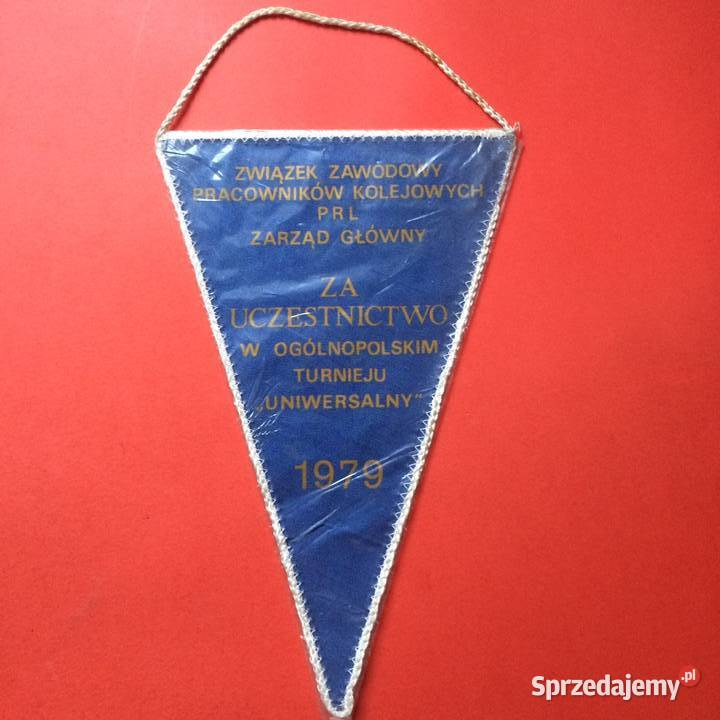 ZWIĄZEK ZAWODOWY
PRACOWNIKÓW KOLEJOWYCH
PRL
ZARZĄD GŁÓWNY
ZA
UCZESTNICTWO
W OGÓLNOPOLSKIM
TURNIEJU
„UNIWERSALNY"
1979
Sprzedajemy.pl